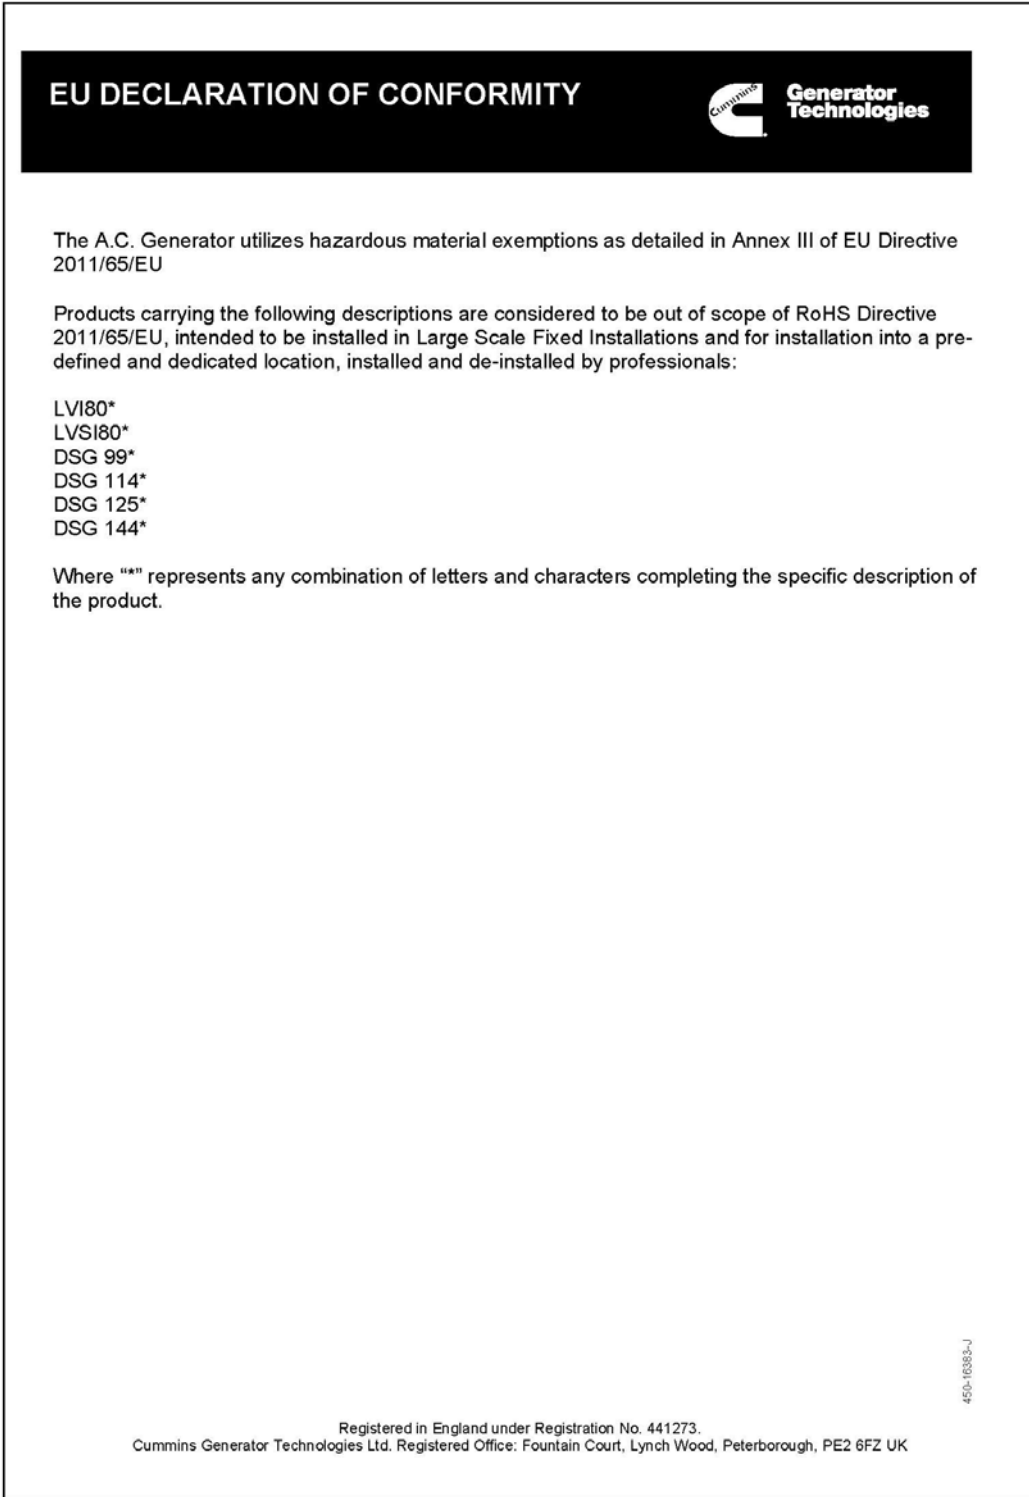 EU DECLARATION OF CONFORMITY
Cummins
Generator
Technologies
The A.C. Generator utilizes hazardous material exemptions as detailed in Annex III of EU Directive
2011/65/EU
Products carrying the following descriptions are considered to be out of scope of RoHS Directive
2011/65/EU, intended to be installed in Large Scale Fixed Installations and for installation into a pre-
defined and dedicated location, installed and de-installed by professionals:
LVI80*
LVSI80*
DSG 99*
DSG 114*
DSG 125*
DSG 144*
Where “*” represents any combination of letters and characters completing the specific description of
the product.
450-16383-J
Registered in England under Registration No. 441273.
Cummins Generator Technologies Ltd. Registered Office: Fountain Court, Lynch Wood, Peterborough, PE2 6FZ UK